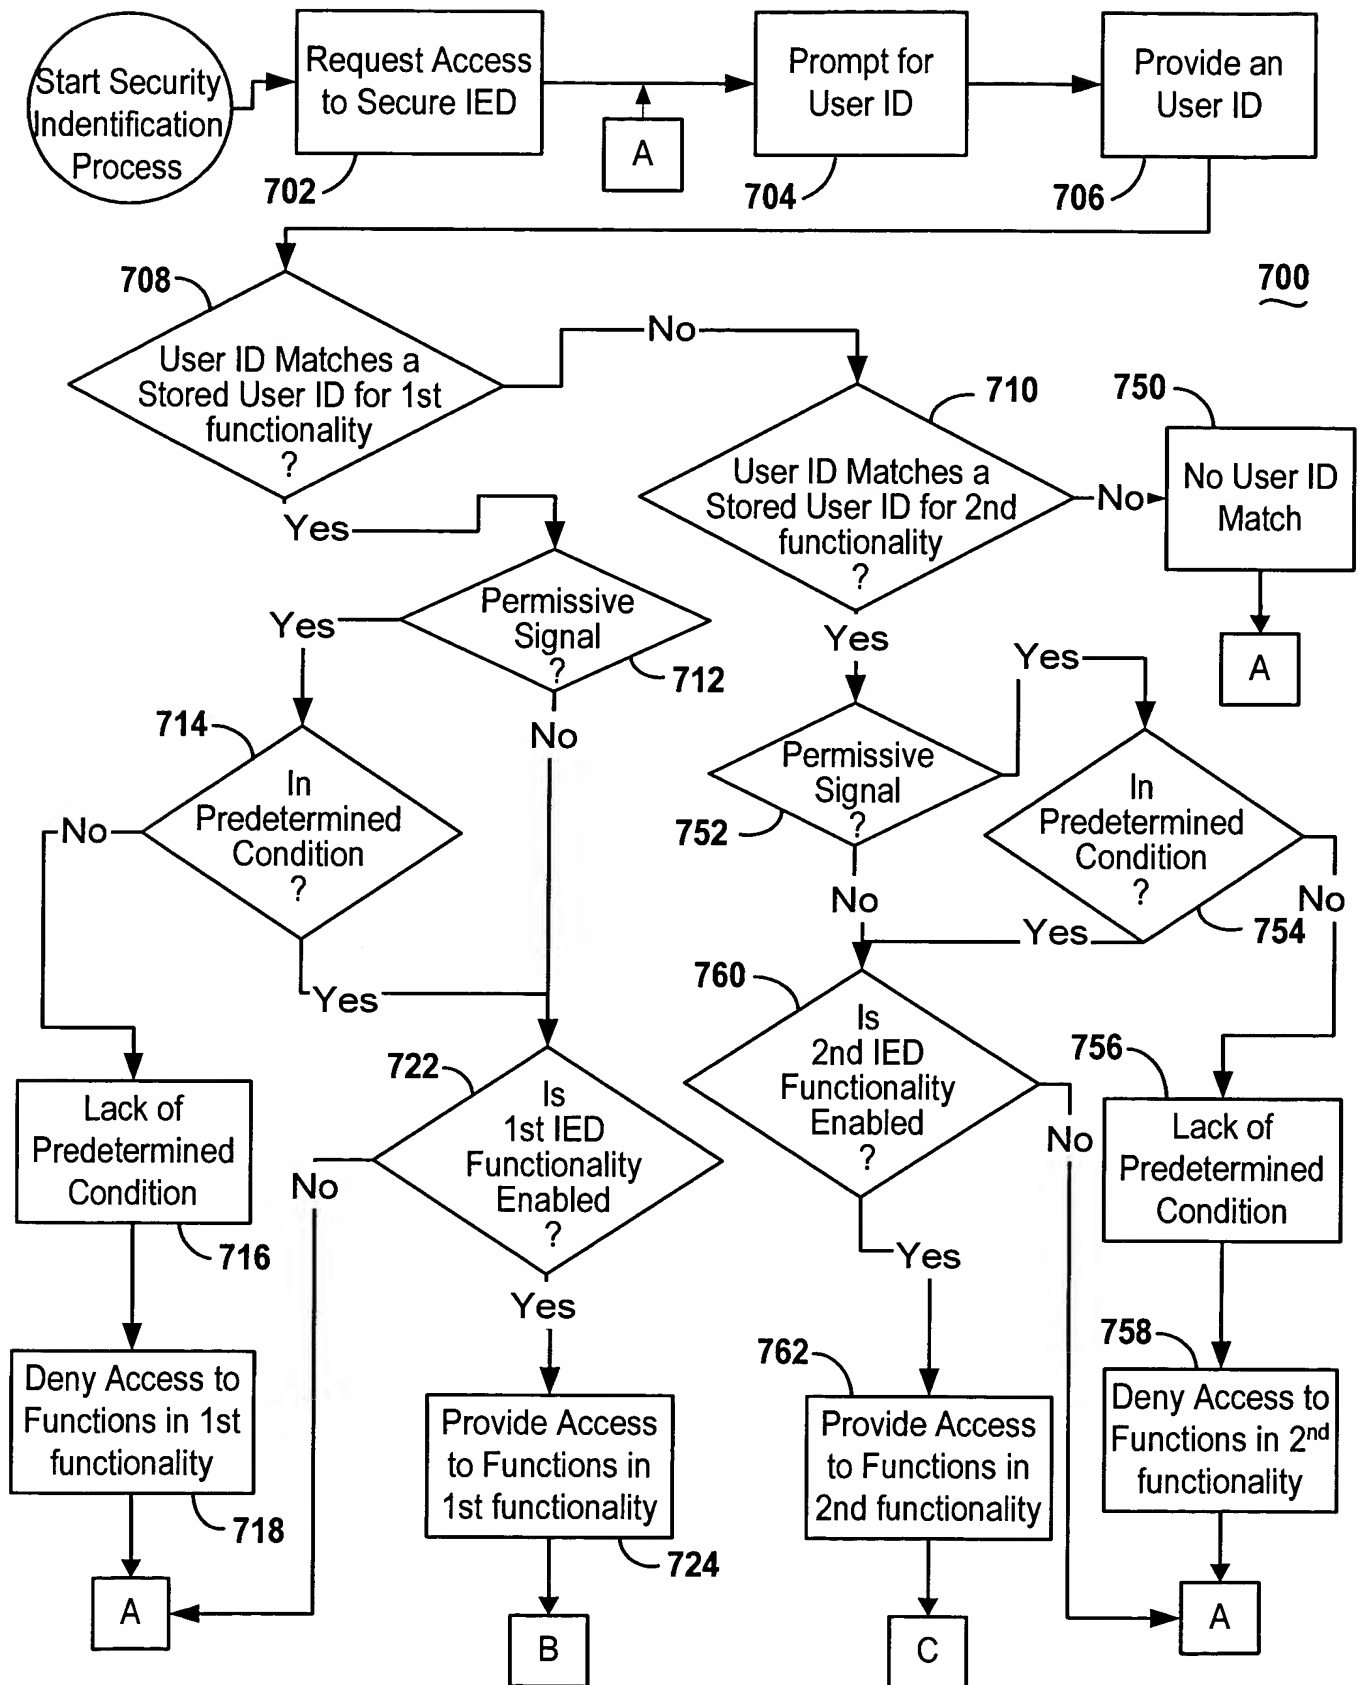 Start Security
Indentification
Process
Request Access
to Secure IED
702
A
Prompt for
User ID
704
Provide an
User ID
706
700
708
User ID Matches a
Stored User ID for 1st
functionality
?
No
Yes
710
User ID Matches a
Stored User ID for 2nd
functionality
?
No
Yes
750
No User ID
Match
A
Permissive
Signal
?
712
Yes
No
714
In
Predetermined
Condition
?
No
Yes
Permissive
Signal
?
752
Yes
No
In
Predetermined
Condition
?
754
No
Yes
Lack of
Predetermined
Condition
716
722
Is
1st IED
Functionality
Enabled
?
No
Yes
760
Is
2nd IED
Functionality
Enabled
?
No
Yes
756
Lack of
Predetermined
Condition
Deny Access to
Functions in 1st
functionality
718
A
Provide Access
to Functions in
1st functionality
724
B
762
Provide Access
to Functions in
2nd functionality
C
758
Deny Access to
Functions in 2nd
functionality
A